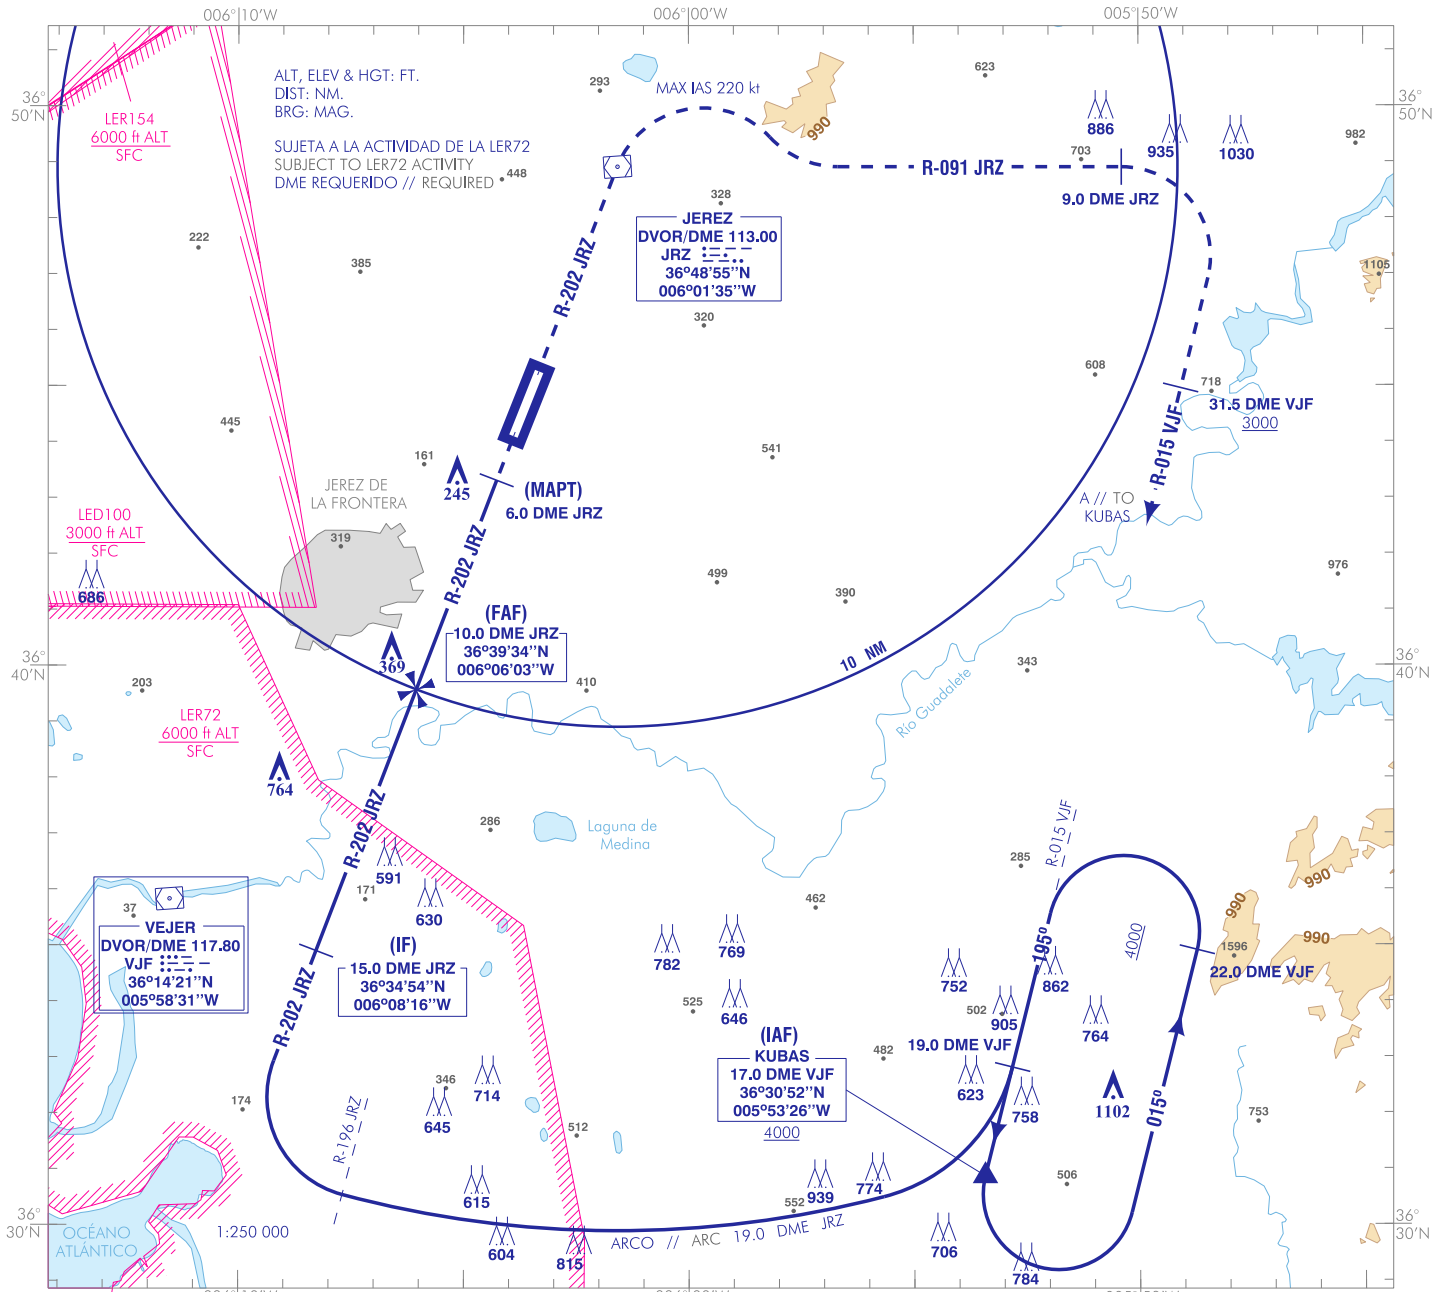 006°10'W
006°00'W
005°50'W
36°
50'N
36°
50'N
ALT, ELEV & HGT: FT.
DIST: NM.
BRG: MAG.
SUJETA A LA ACTIVIDAD DE LA LER72
SUBJECT TO LER72 ACTIVITY
DME REQUERIDO // REQUIRED
LER154
6000 ft ALT
SFC
293
MAX IAS 220 kt
990
623
886
703
935
1030
982
448
R-091 JRZ
9.0 DME JRZ
328
JEREZ
DVOR/DME 113.00
JRZ
36°48'55''N
006°01'35''W
222
385
R-202 JRZ
1105
320
608
718
31.5 DME VJF
3000
R-015 VJF
445
161
245
541
(MAPT)
6.0 DME JRZ
A // TO
KUBAS
JEREZ DE
LA FRONTERA
LED100
3000 ft ALT
SFC
319
R-202 JRZ
499
390
976
686
(FAF)
10.0 DME JRZ
36°39'34''N
006°06'03''W
369
10 NM
343
36°
40'N
36°
40'N
203
410
Río Guadalete
LER72
6000 ft ALT
SFC
764
R-202 JRZ
286
Laguna de
Medina
R-015 VJF
285
990
591
171
630
462
37
VEJER
DVOR/DME 117.80
VJF
36°14'21''N
005°58'31''W
(IF)
15.0 DME JRZ
36°34'54''N
006°08'16''W
782
769
195°
4000
990
990
1596
22.0 DME VJF
752
862
R-202 JRZ
525
646
502
905
764
(IAF)
KUBAS
17.0 DME VJF
36°30'52''N
005°53'26''W
4000
482
19.0 DME VJF
623
758
1102
015°
753
174
346
714
645
R-196 JRZ
512
615
939
774
506
552
36°
30'N
36°
30'N
OCÉANO
ATLÁNTICO
1:250 000
604
815
ARCO // ARC 19.0 DME JRZ
706
784